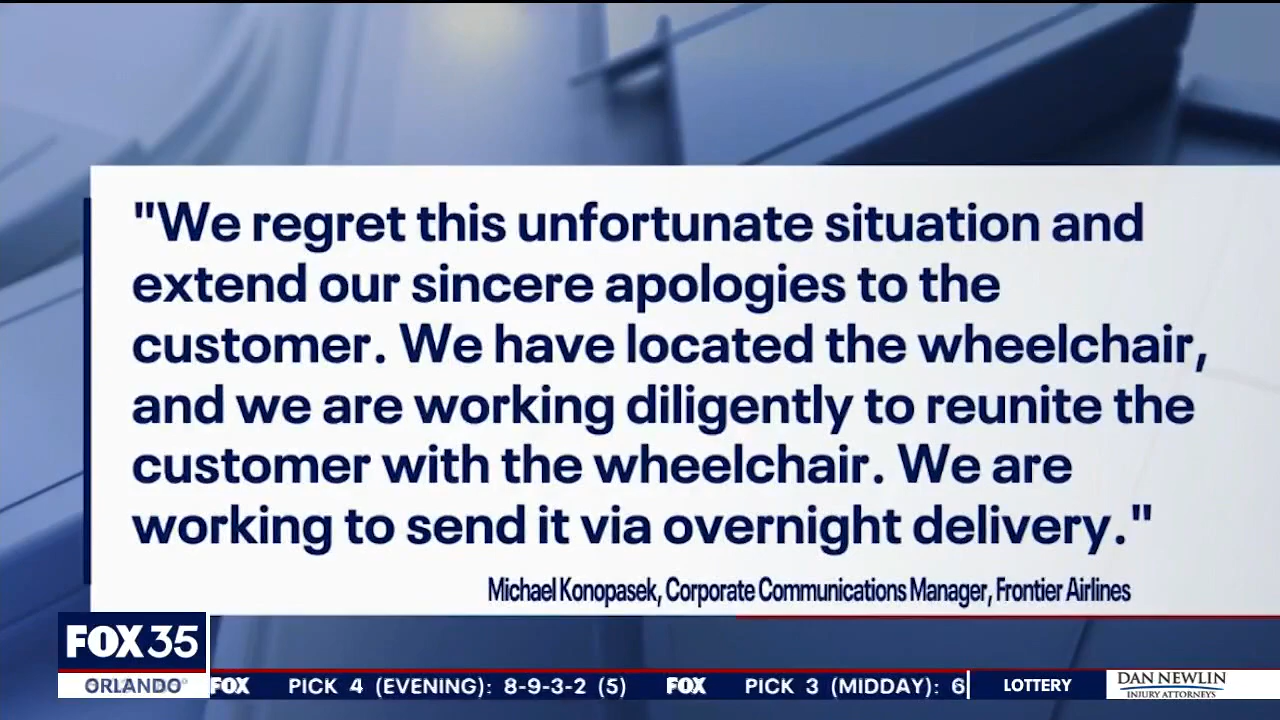 "We regret this unfortunate situation and
extend our sincere apologies to the
customer. We have located the wheelchair,
and we are working diligently to reunite the
customer with the wheelchair. We are
working to send it via overnight delivery."
Michael Konopasek, Corporate Communications Manager, Frontier Airlines
FOX 35
ORLANDO
FOX PICK 4 (EVENING): 8-9-3-2 (5) FOX PICK 3 (MIDDAY): 6
LOTTERY
DAN NEWLIN
INJURY ATTORNEYS